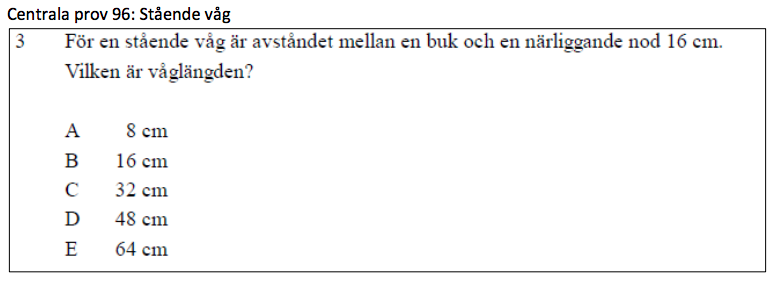 Centrala prov 96: Stående våg
3 För en stående våg är avståndet mellan en buk och en närliggande nod 16 cm.
Vilken är våglängden?
A 8 cm
B 16 cm
C 32 cm
D 48 cm
E 64 cm